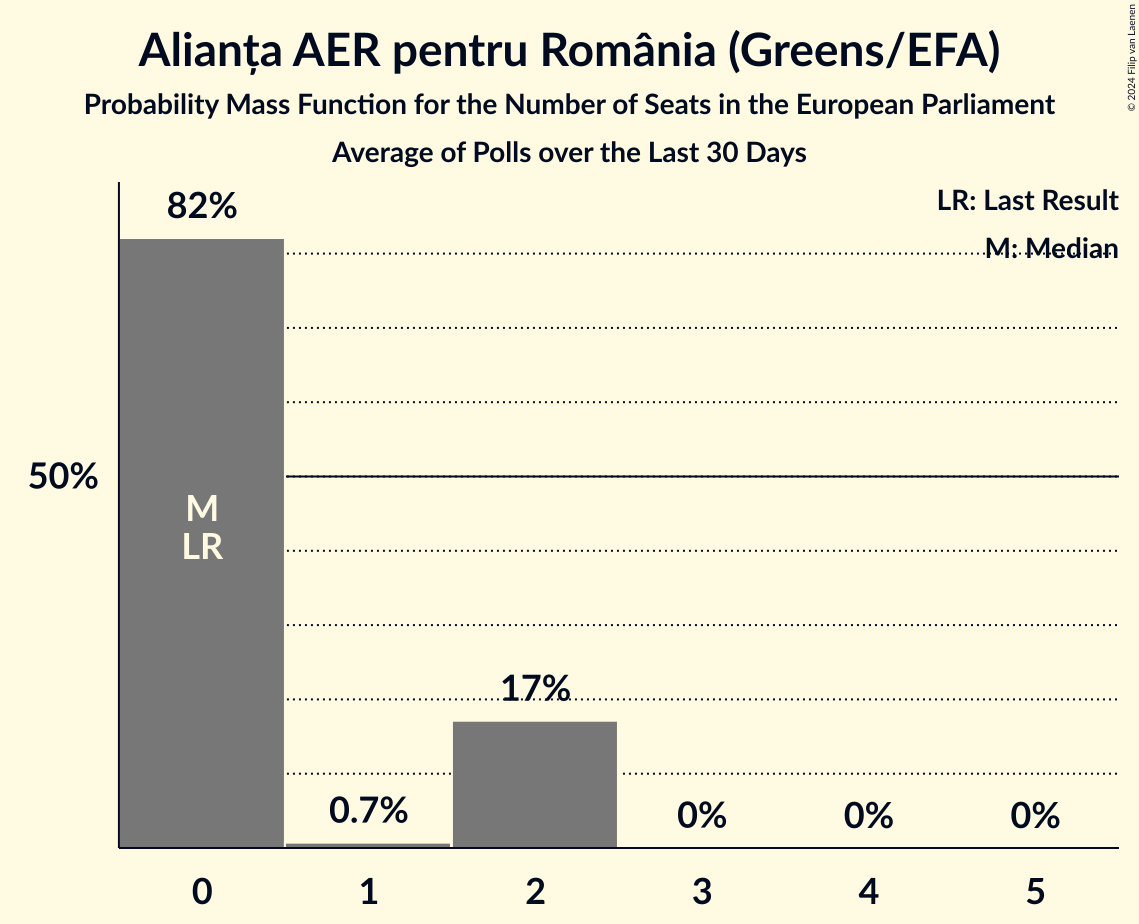 Alianța AER pentru România (Greens/EFA)
Probability Mass Function for the Number of Seats in the European Parliament
Average of Polls over the Last 30 Days
© 2024 Filip van Laenen
LR: Last Result
M: Median
82%
50%
M
LR
17%
0.7%
0%
0%
0%
0
1
2
3
4
5